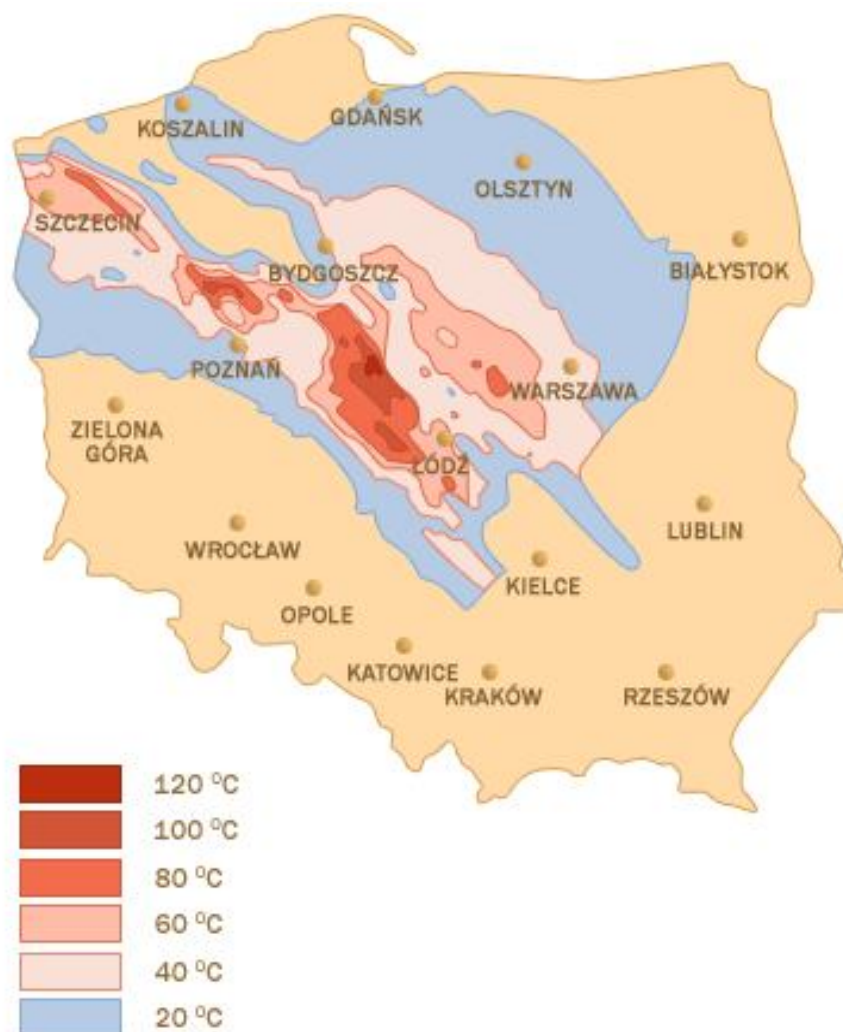 KOSZALIN
GDAŃSK
OLSZTYN
SZCZECIN
BYDGOSZCZ
BIAŁYSTOK
POZNAŃ
WARSZAWA
ZIELONA
GÓRA
ŁÓDŹ
WROCŁAW
LUBLIN
KIELCE
OPOLE
KATOWICE
KRAKÓW
RZESZÓW
120 °C
100 °C
80 °C
60 °C
40 °C
20 °C